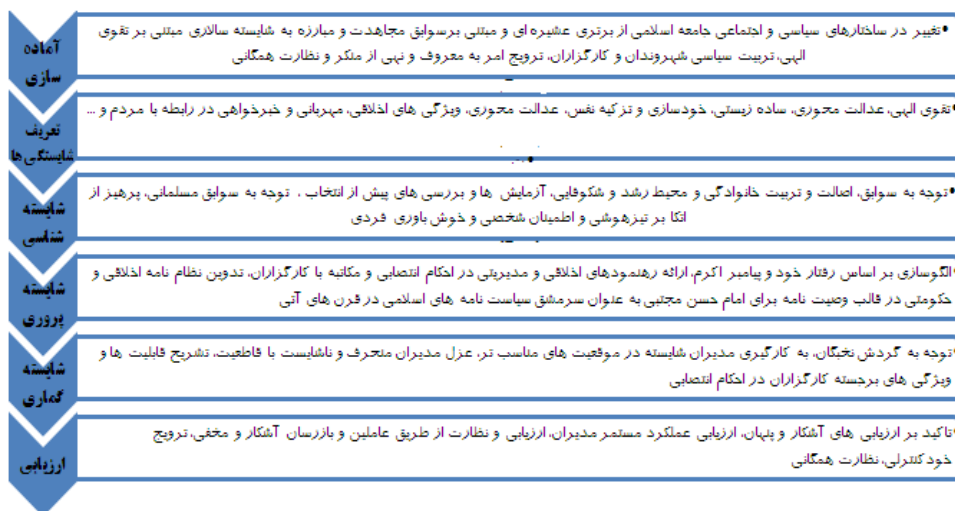 آماده
سازی
•تغییر در ساختارهای سیاسی و اجتماعی جامعه اسلامی از برتری عشیره ای و مبتنی برسوابق مجاهدت و مبارزه به شایسته سالاری مبتنی بر تقوی
الهی، تربیت سیاسی شهروندان و کارگزاران، ترویج امر به معروف و نهی از منکر و نظارت همگانی
تعریف
شایستگی ها
•تقوی الهی، عدالت محوری، ساده زیستی، خودسازی و تزکیه نفس، عدالت محوری، ویژگی های اخلاقی، مهربانی و خیرخواهی در رابطه با مردم و ...
شایسته
شناسی
•توجه به سوابق، اصالت و تربیت خانوادگی و محیط رشد و شکوفایی، آزمایش ها و بررسی های پیش از انتخاب ، توجه به سوابق مسلمانی، پرهیز از
اتکا بر تیزهوشی و اطمینان شخصی و خوش باوری فردی
شایسته
پروری
•الگوسازی بر اساس رفتار خود و پیامبر اکرم، ارائه رهنمودهای اخلاقی و مدیریتی در احکام انتصابی و مکاتبه با کارگزاران، تدوین نظام نامه اخلاقی و
حکومتی در قالب وصیت نامه برای امام حسن مجتبی به عنوان سرمشق سیاست نامه های اسلامی در قرن های آتی
شایسته
گماری
•توجه به گردش نخبگان، به کارگیری مدیران شایسته در موقعیت های مناسب تر، عزل مدیران منحرف و ناشایست با قاطعیت، تشریح قابلیت ها و
ویژگی های برجسته کارگزاران در احکام انتصابی
ارزیابی
•تاکید بر ارزیابی های آشکار و پنهان، ارزیابی عملکرد مستمر مدیران، ارزیابی و نظارت از طریق عاملین و بازرسان آشکار و مخفی، ترویج
خود کنترلی، نظارت همگانی